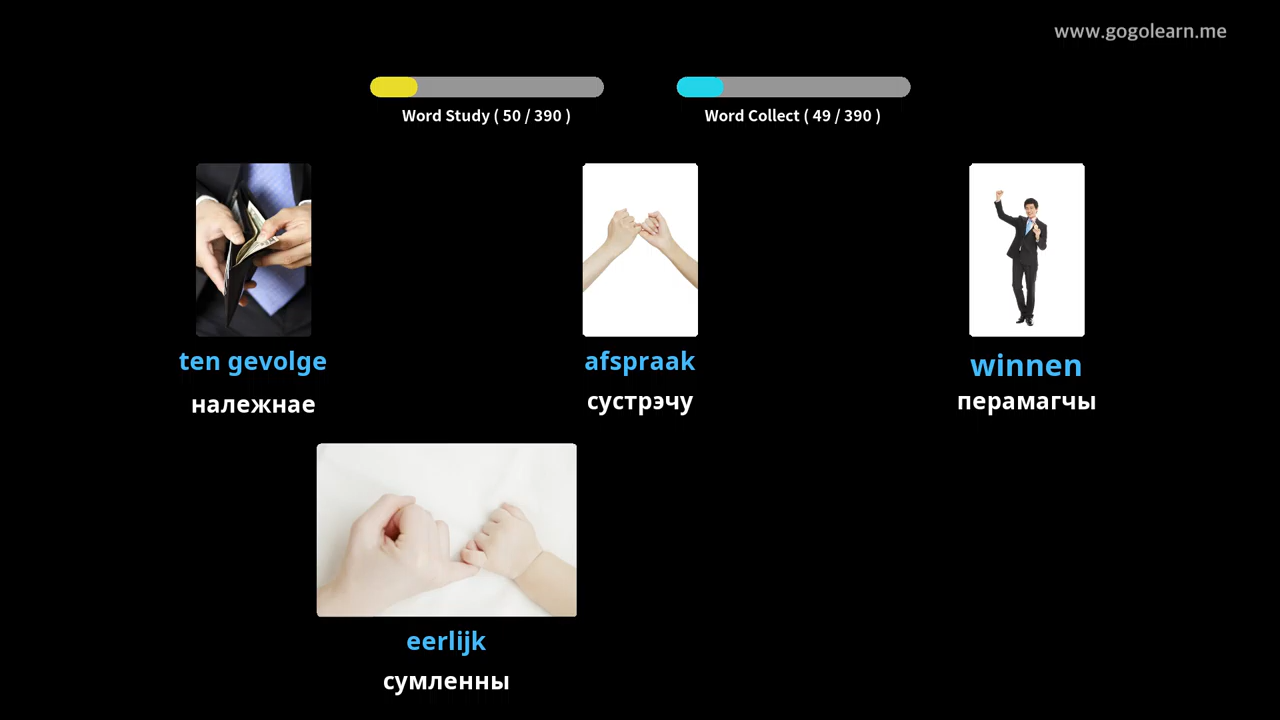 www.gogolearn.me
Word Study ( 50 / 390 )
Word Collect ( 49 / 390 )
ten gevolge
належнае
afspraak
сустрэчу
winnen
перамагчы
eerlijk
сумленны